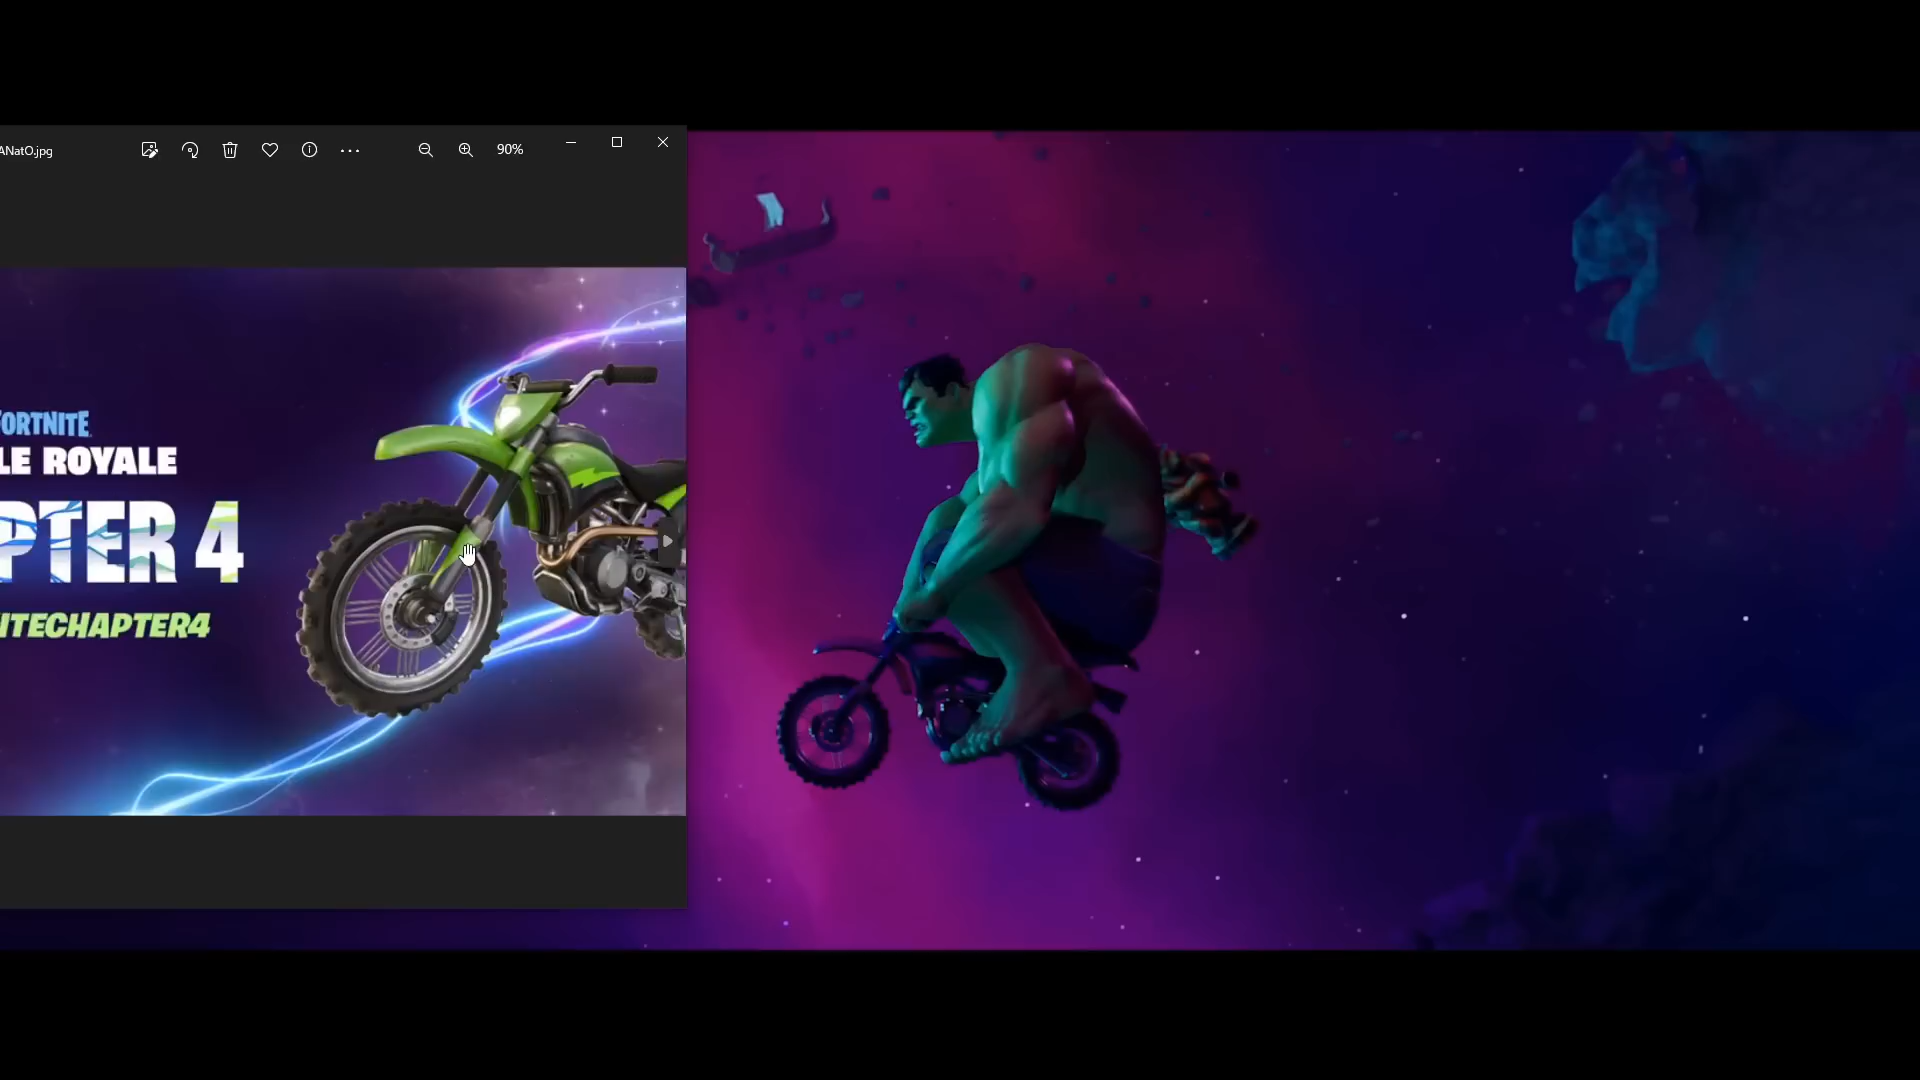 ANatO.jpg
90%
ORTNITE
LE ROYALE
PTER 4
ITECHAPTER4